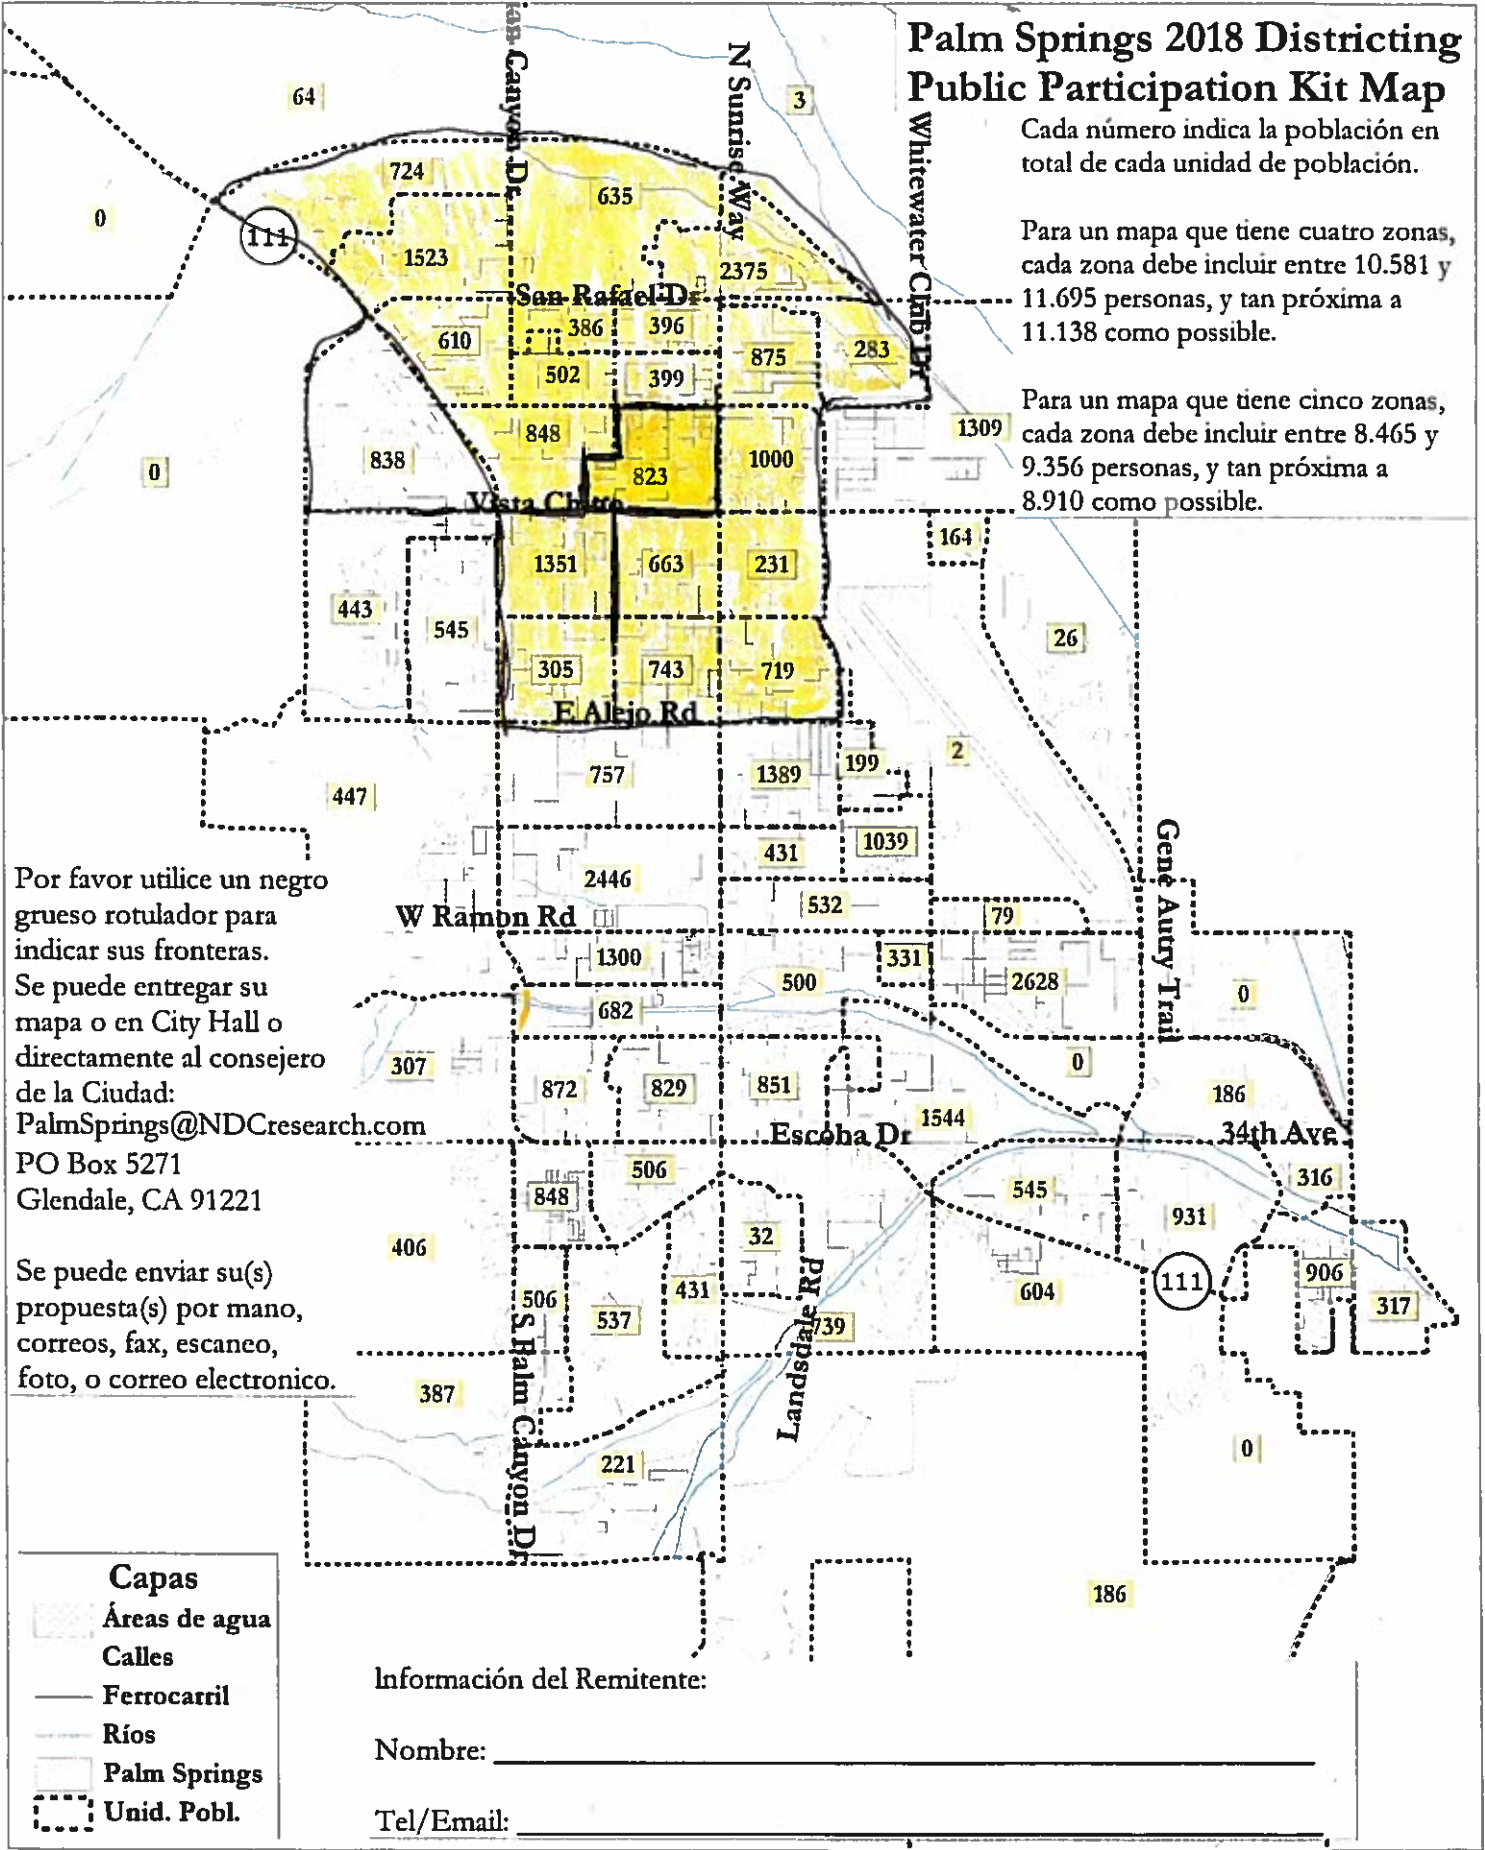 Palm Springs 2018 Districting
Public Participation Kit Map
Cada número indica la población en
total de cada unidad de población.
Para un mapa que tiene cuatro zonas,
cada zona debe incluir entre 10.581 y
11.695 personas, y tan próxima a
11.138 como possible.
Para un mapa que tiene cinco zonas,
cada zona debe incluir entre 8.465 y
9.356 personas, y tan próxima a
8.910 como possible.
Canyon Dr
N Sunrise Way
Whitewater Club Dr
64
3
724
635
0
111
1523
2375
San Rafael Dr
386
396
610
875
283
502
399
848
1309
838
823
1000
0
Vista Chino
164
1351
663
231
443
545
26
305
743
719
E Alejo Rd
757
1389
199
2
447
Gene Autry Trail
431
1039
2446
532
79
W Ramon Rd
1300
331
500
2628
0
682
307
0
872
829
851
186
1544
Escoba Dr
34th Ave
506
316
848
545
931
32
406
111
906
431
604
506
537
317
739
S Palm Canyon Dr
Landsdale Rd
387
0
221
186
Por favor utilice un negro
grueso rotulador para
indicar sus fronteras.
Se puede entregar su
mapa o en City Hall o
directamente al consejero
de la Ciudad:
PalmSprings@NDCresearch.com
PO Box 5271
Glendale, CA 91221
Se puede enviar su(s)
propuesta(s) por mano,
correos, fax, escaneo,
foto, o correo electronico.
Capas
Áreas de agua
Calles
Ferrocarril
Ríos
Palm Springs
Unid. Pobl.
Información del Remitente:
Nombre:
Tel/Email: